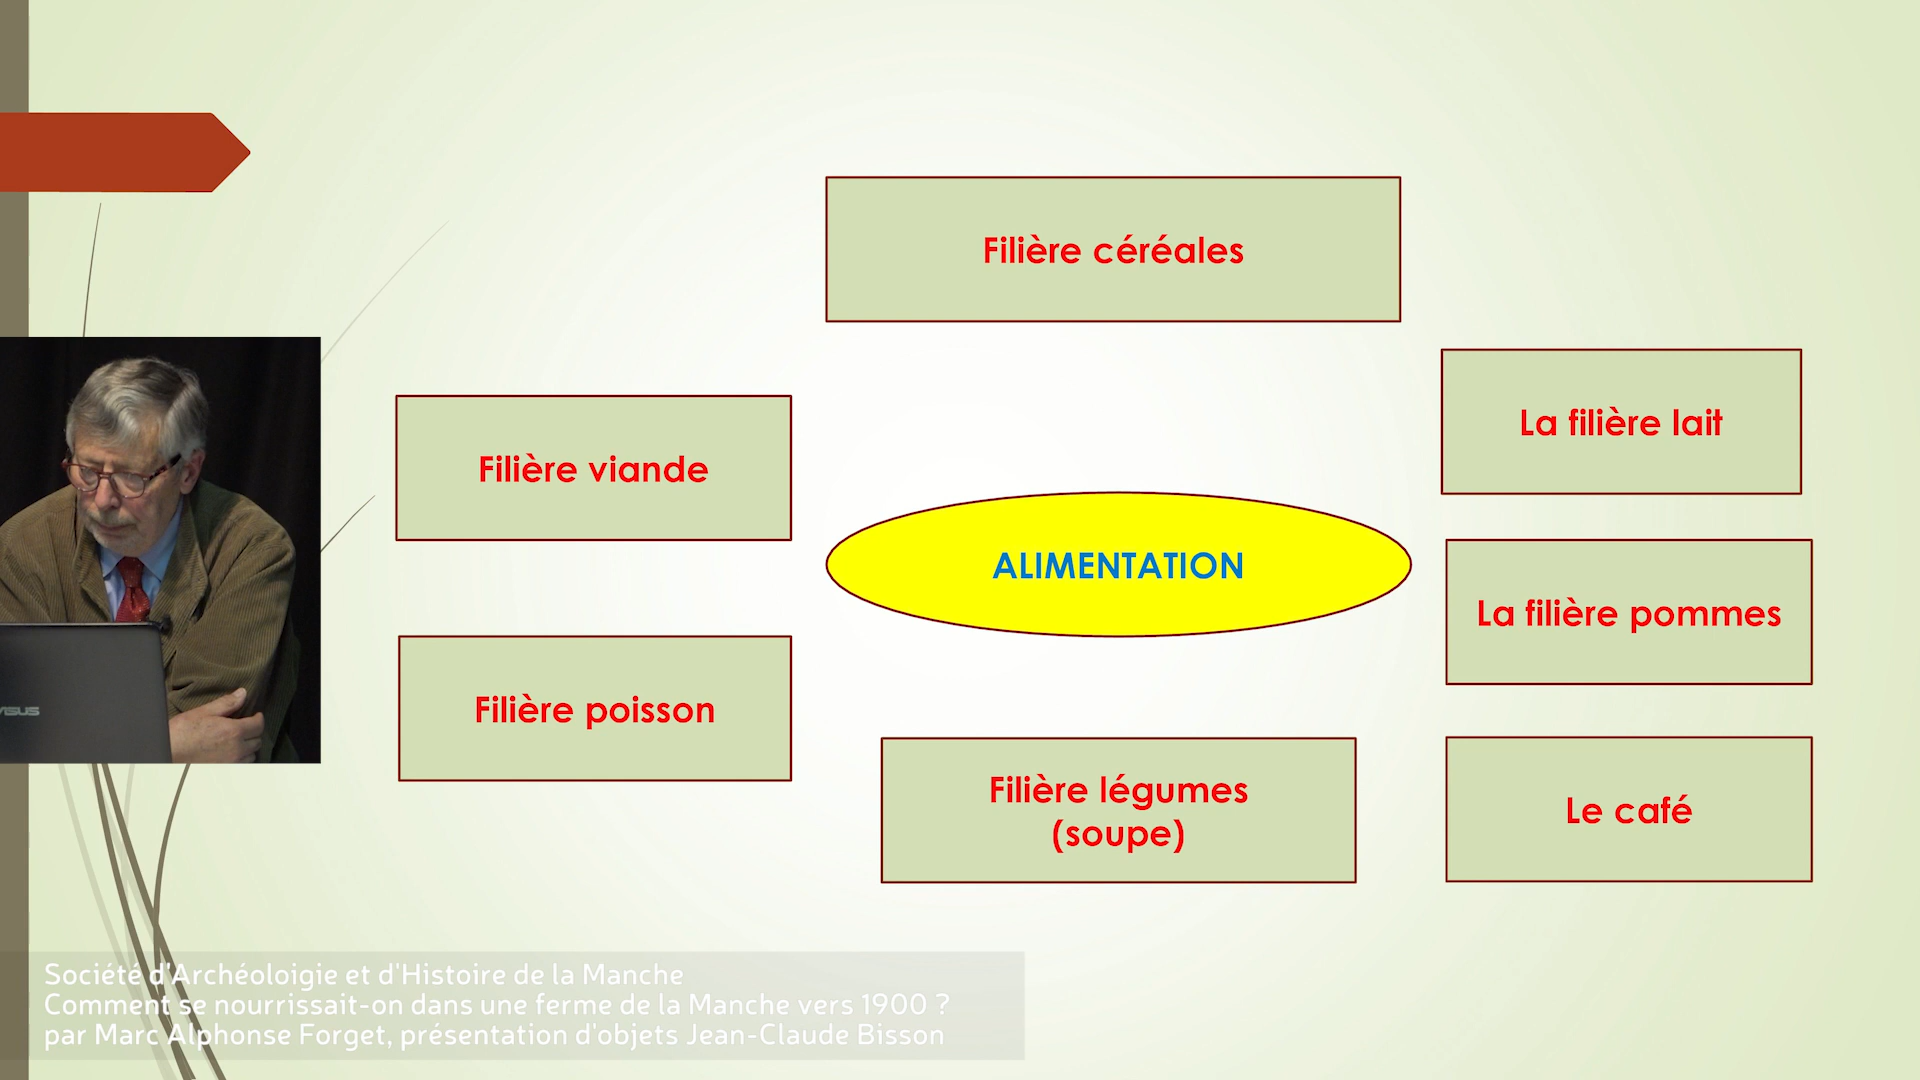 Filière céréales
La filière lait
Filière viande
ALIMENTATION
La filière pommes
Filière poisson
Filière légumes
(soupe)
Le café
ASUS
Société d'Archéoloigie et d'Histoire de la Manche
Comment se nourrissait-on dans une ferme de la Manche vers 1900 ?
par Marc Alphonse Forget, présentation d'objets Jean-Claude Bisson